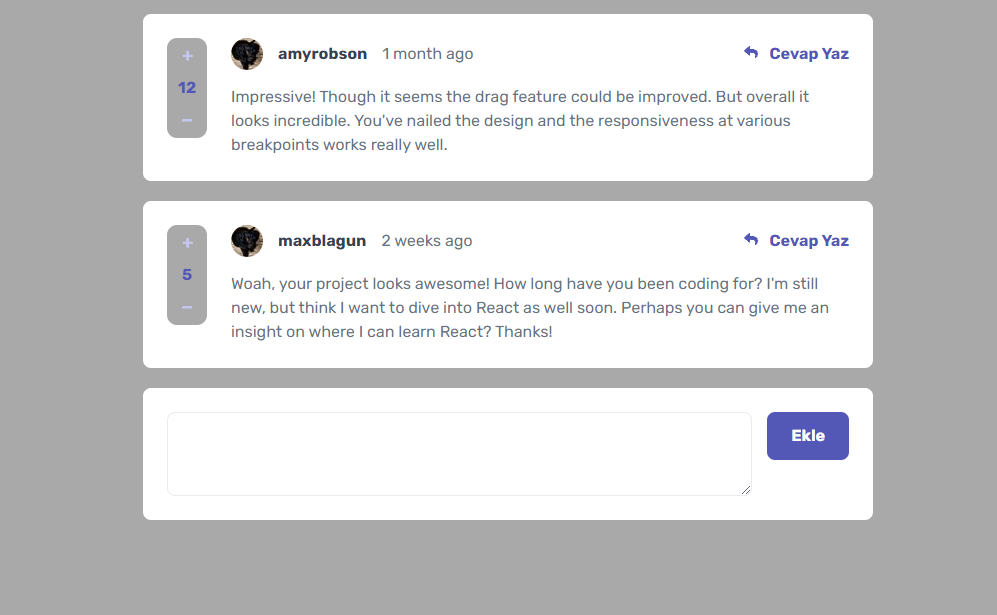 +
12
−
amyrobson 1 month ago Cevap Yaz
Impressive! Though it seems the drag feature could be improved. But overall it
looks incredible. You've nailed the design and the responsiveness at various
breakpoints works really well.
+
5
−
maxblagun 2 weeks ago Cevap Yaz
Woah, your project looks awesome! How long have you been coding for? I'm still
new, but think I want to dive into React as well soon. Perhaps you can give me an
insight on where I can learn React? Thanks!
Ekle